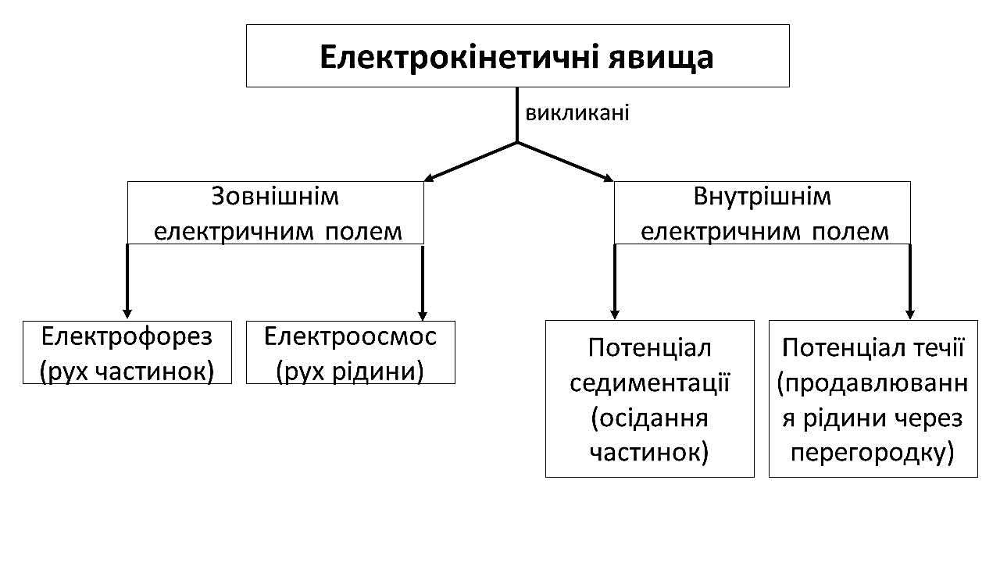 Електрокінетичні явища
викликані
Зовнішнім
електричним полем
Внутрішнім
електричним полем
Електрофорез
(рух частинок)
Електроосмос
(рух рідини)
Потенціал
седиментації
(осідання
частинок)
Потенціал течії
(продавлюванн
я рідини через
перегородку)